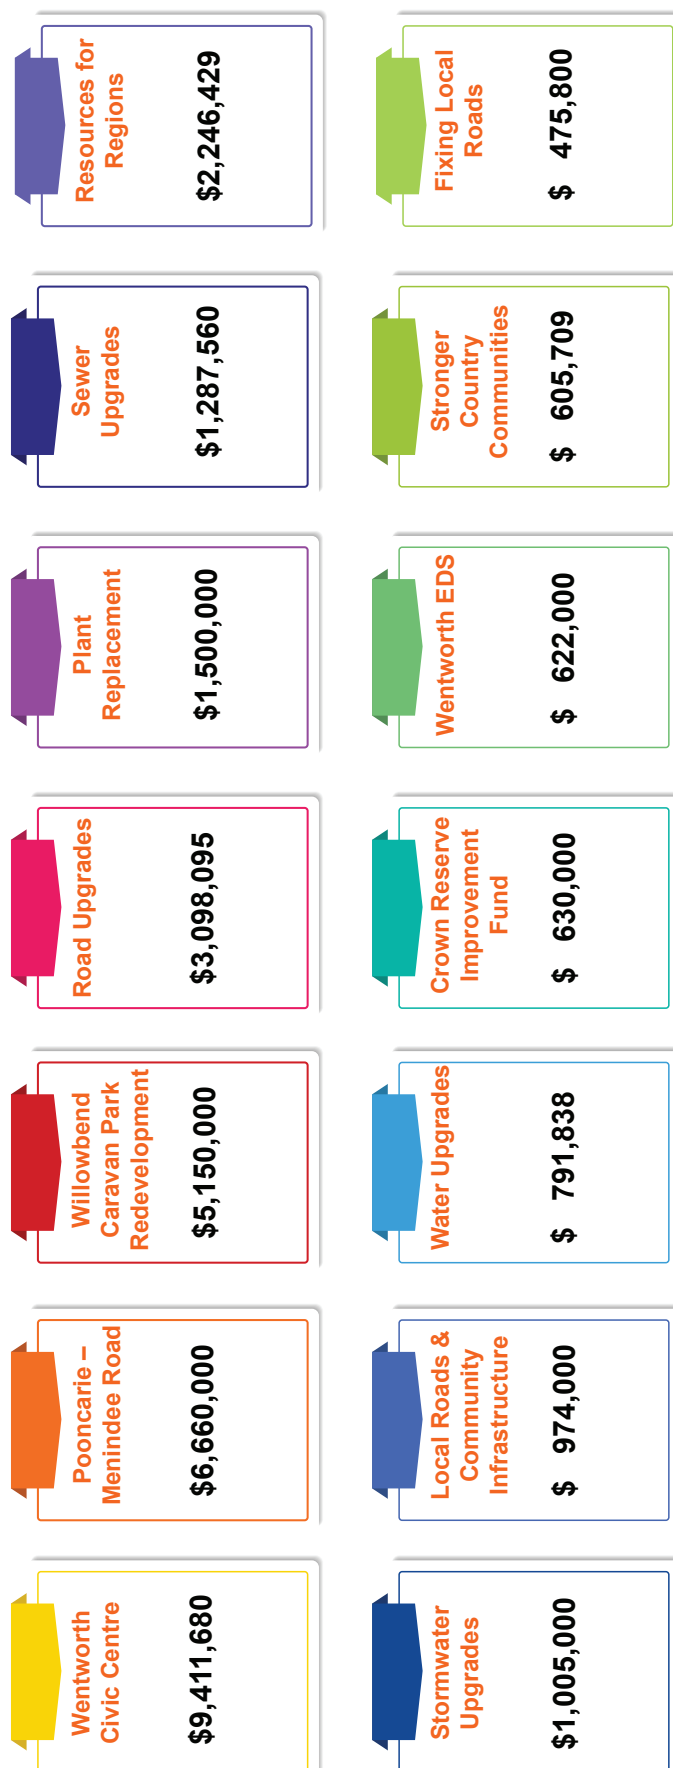 Wentworth
Civic Centre
$9,411,680
Pooncarie –
Menindee Road
$6,660,000
Willowbend
Caravan Park
Redevelopment
$5,150,000
Road Upgrades
$3,098,095
Plant
Replacement
$1,500,000
Sewer
Upgrades
$1,287,560
Resources for
Regions
$2,246,429
Stormwater
Upgrades
$1,005,000
Local Roads &
Community
Infrastructure
$ 974,000
Water Upgrades
$ 791,838
Crown Reserve
Improvement
Fund
$ 630,000
Wentworth EDS
$ 622,000
Stronger
Country
Communities
$ 605,709
Fixing Local
Roads
$ 475,800